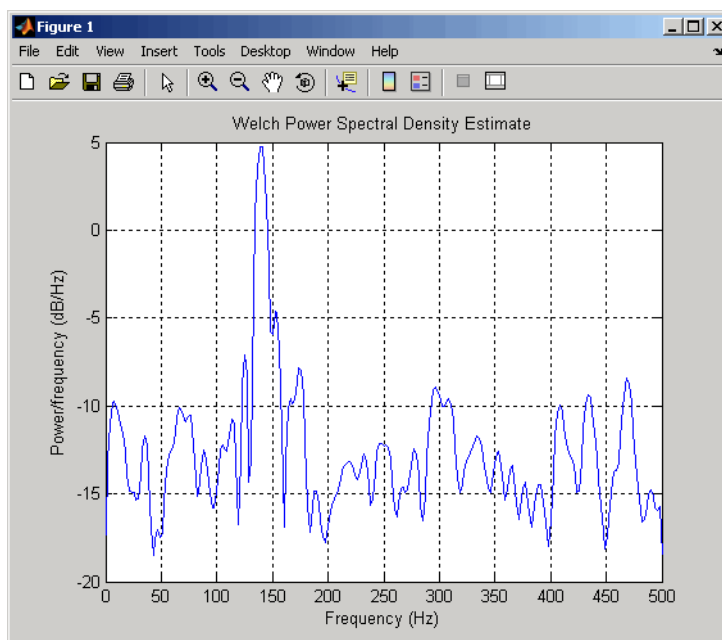 Figure 1
File Edit View Insert Tools Desktop Window Help
Welch Power Spectral Density Estimate
Power/frequency (dB/Hz)
5
0
-5
-10
-15
-20
0 50 100 150 200 250 300 350 400 450 500
Frequency (Hz)